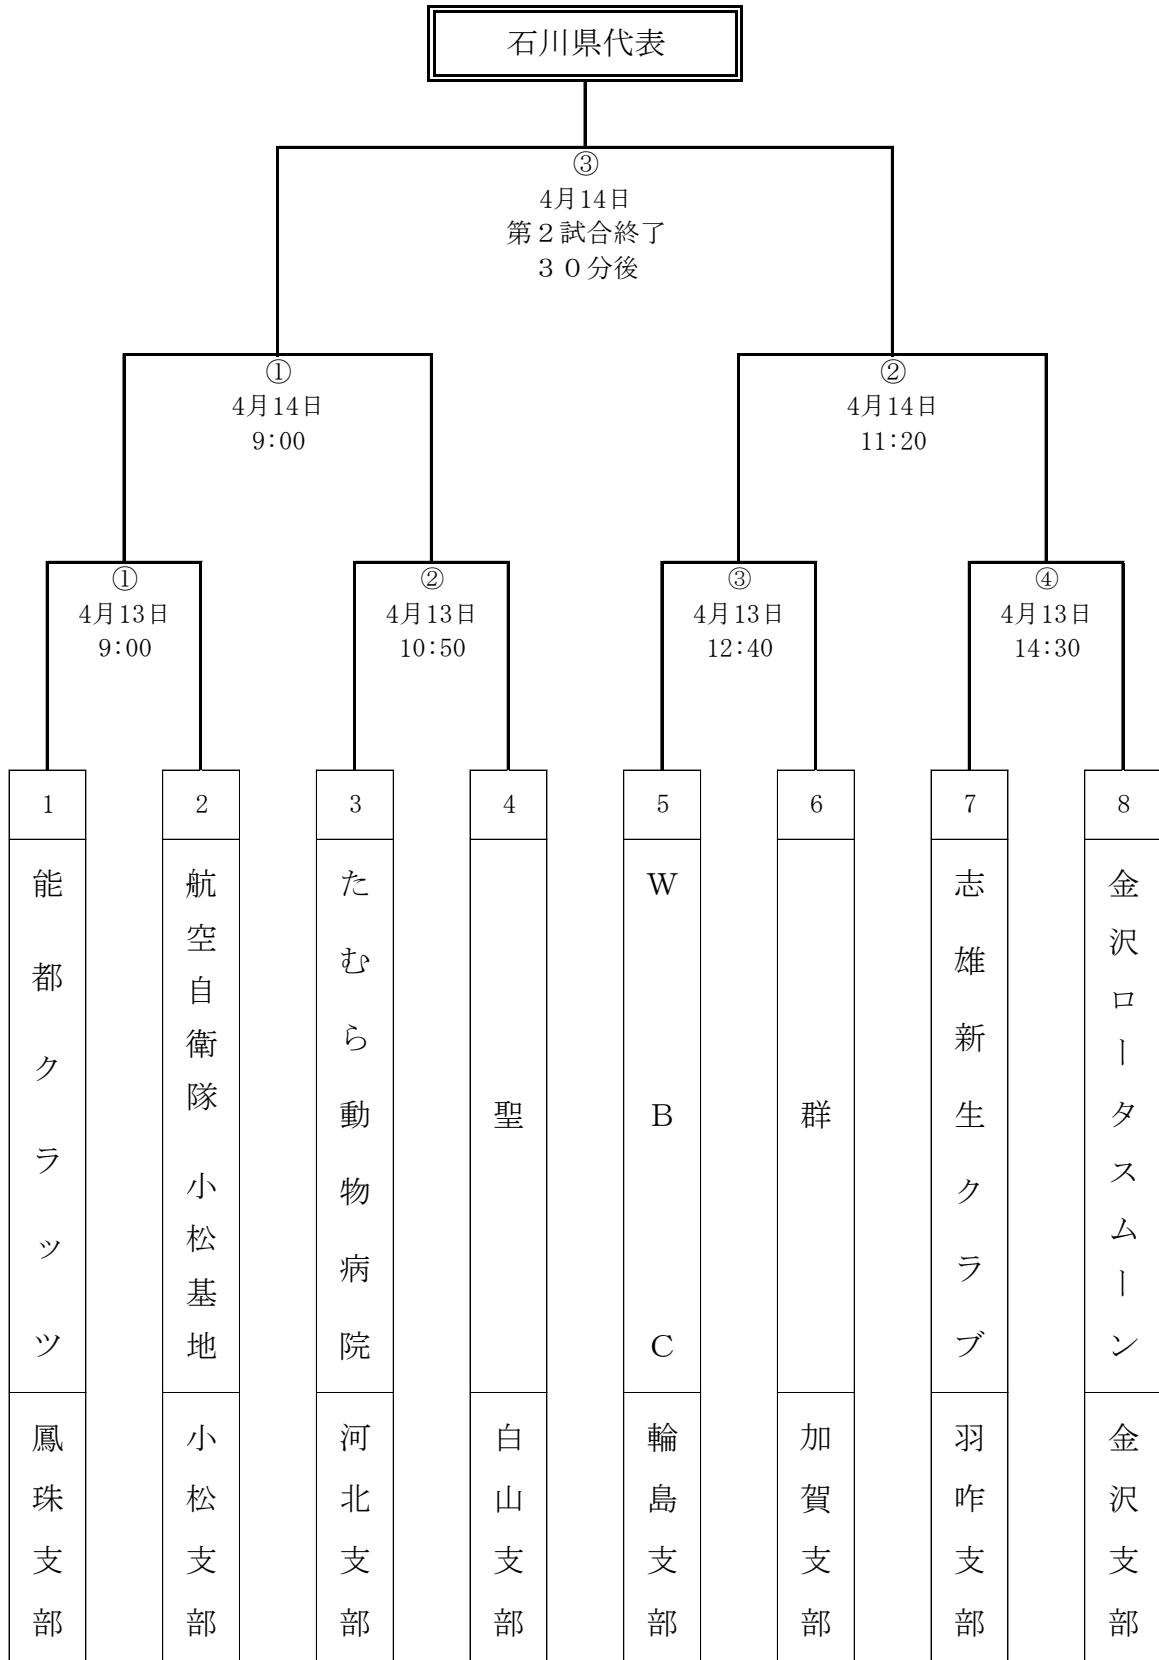 石川県代表
③
4月14日
第２試合終了
３０分後
①
4月14日
9:00
②
4月14日
11:20
①
4月13日
9:00
②
4月13日
10:50
③
4月13日
12:40
④
4月13日
14:30
1
2
3
4
5
6
7
8
能都クラッツ
航空自衛隊 小松基地
たむら動物病院
聖
WBC
群
志雄新生クラブ
金沢ロータスムーン
鳳珠支部
小松支部
河北支部
白山支部
輪島支部
加賀支部
羽咋支部
金沢支部